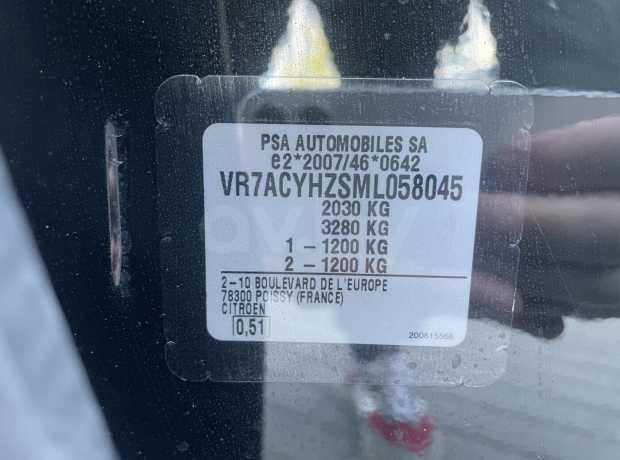 PSA AUTOMOBILES SA
e2*2007/46*0642
VR7ACYHZSML058045
2030 KG
3280 KG
1 – 1200 KG
2 – 1200 KG
2–10 BOULEVARD DE L'EUROPE
78300 POISSY (FRANCE)
CITROEN
0,51
200615566